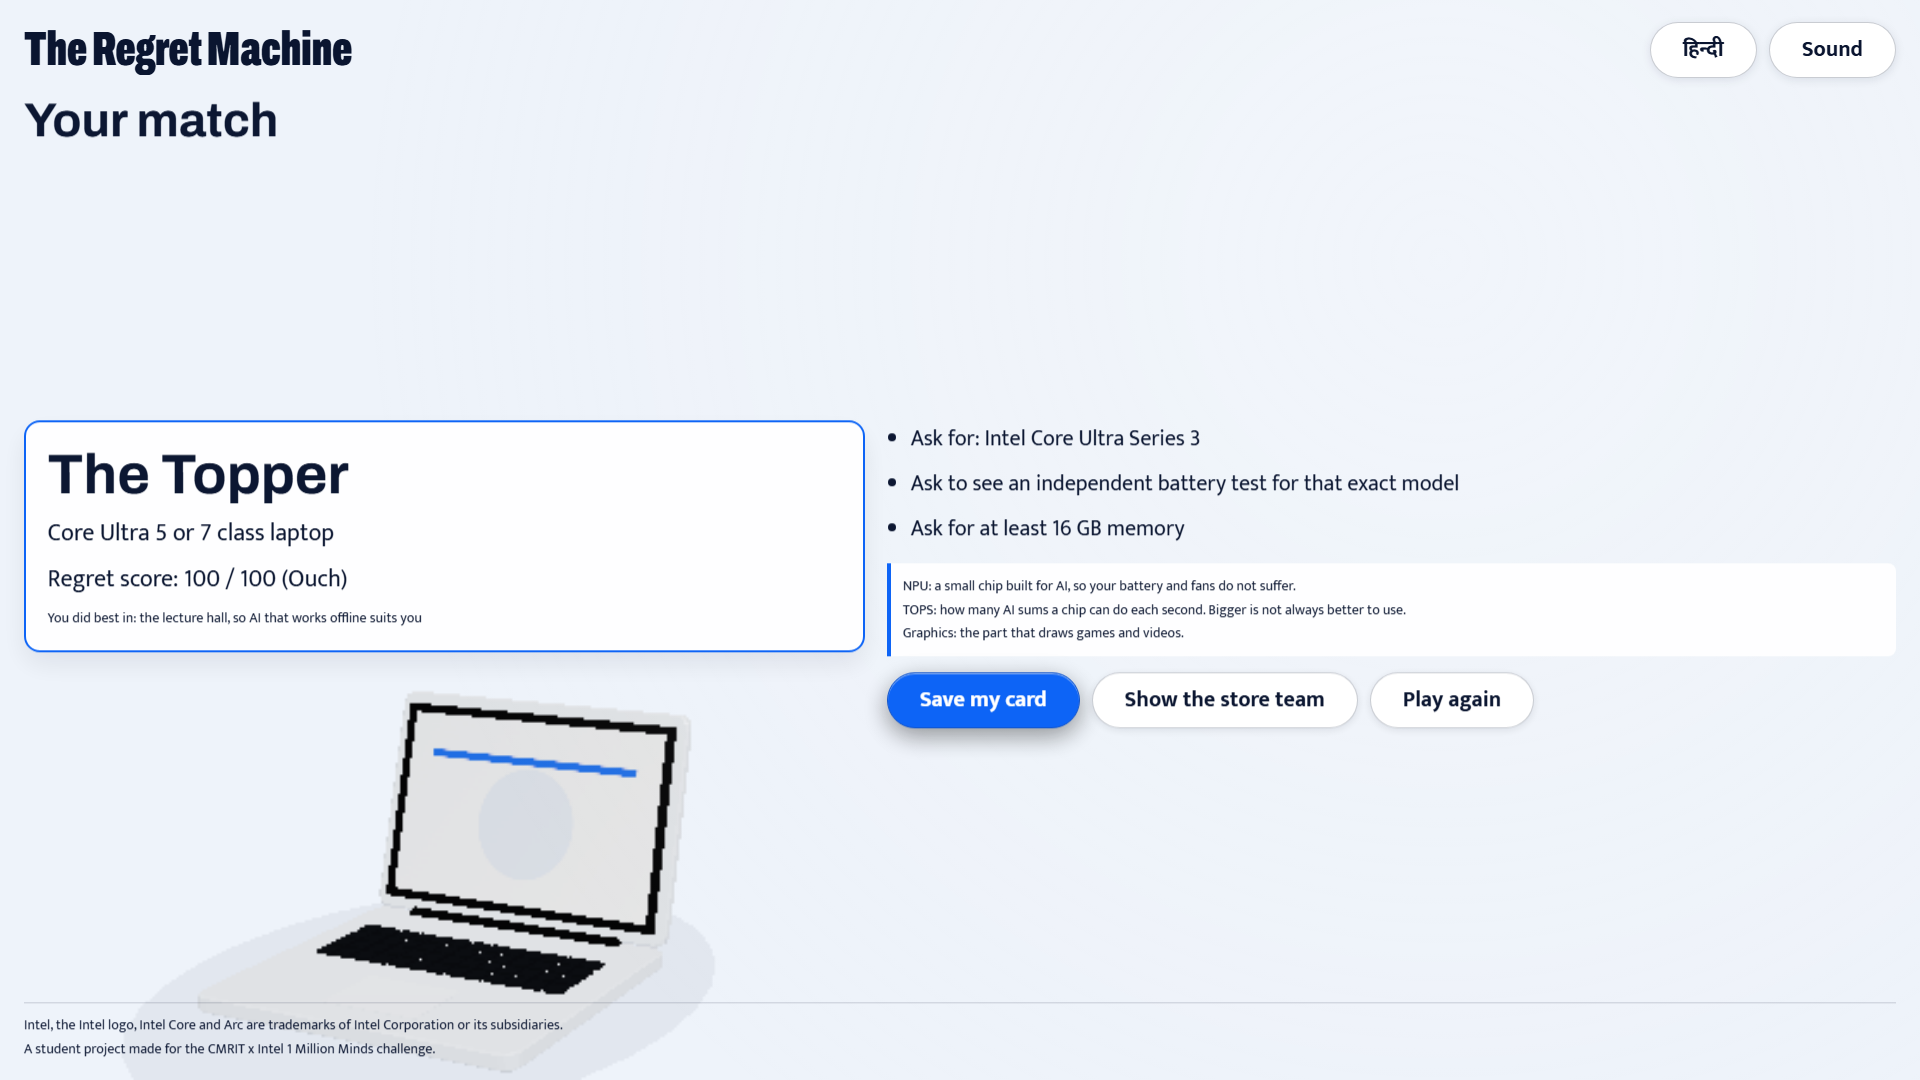 The Regret Machine
हिन्दी
Sound
Your match
The Topper
Core Ultra 5 or 7 class laptop
Regret score: 100 / 100 (Ouch)
You did best in: the lecture hall, so AI that works offline suits you
Ask for: Intel Core Ultra Series 3
Ask to see an independent battery test for that exact model
Ask for at least 16 GB memory
NPU: a small chip built for AI, so your battery and fans do not suffer.
TOPS: how many AI sums a chip can do each second. Bigger is not always better to use.
Graphics: the part that draws games and videos.
Save my card
Show the store team
Play again
Intel, the Intel logo, Intel Core and Arc are trademarks of Intel Corporation or its subsidiaries.
A student project made for the CMRIT x Intel 1 Million Minds challenge.